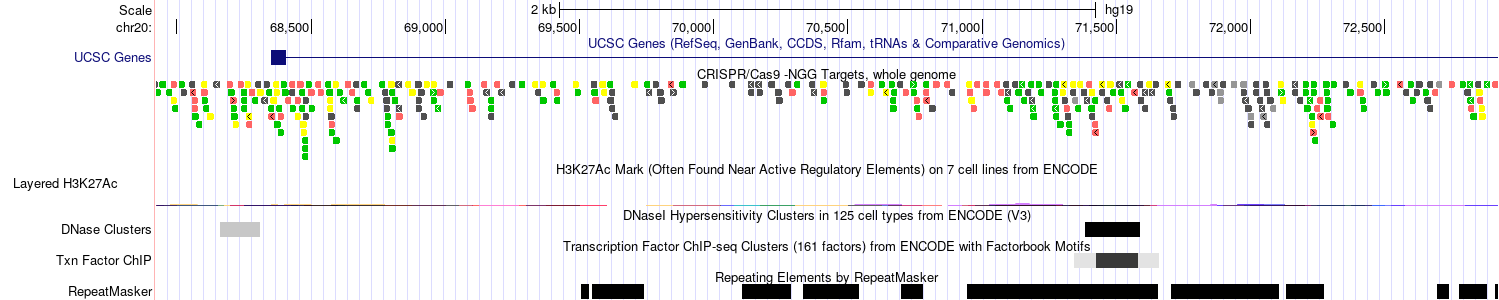 Scale 2 kb hg19
chr20: 68,500 69,000 69,500 70,000 70,500 71,000 71,500 72,000 72,500
UCSC Genes (RefSeq, GenBank, CCDS, Rfam, tRNAs & Comparative Genomics)
UCSC Genes
CRISPR/Cas9 -NGG Targets, whole genome
H3K27Ac Mark (Often Found Near Active Regulatory Elements) on 7 cell lines from ENCODE
Layered H3K27Ac
DNaseI Hypersensitivity Clusters in 125 cell types from ENCODE (V3)
DNase Clusters
Transcription Factor ChIP-seq Clusters (161 factors) from ENCODE with Factorbook Motifs
Txn Factor ChIP
Repeating Elements by RepeatMasker
RepeatMasker